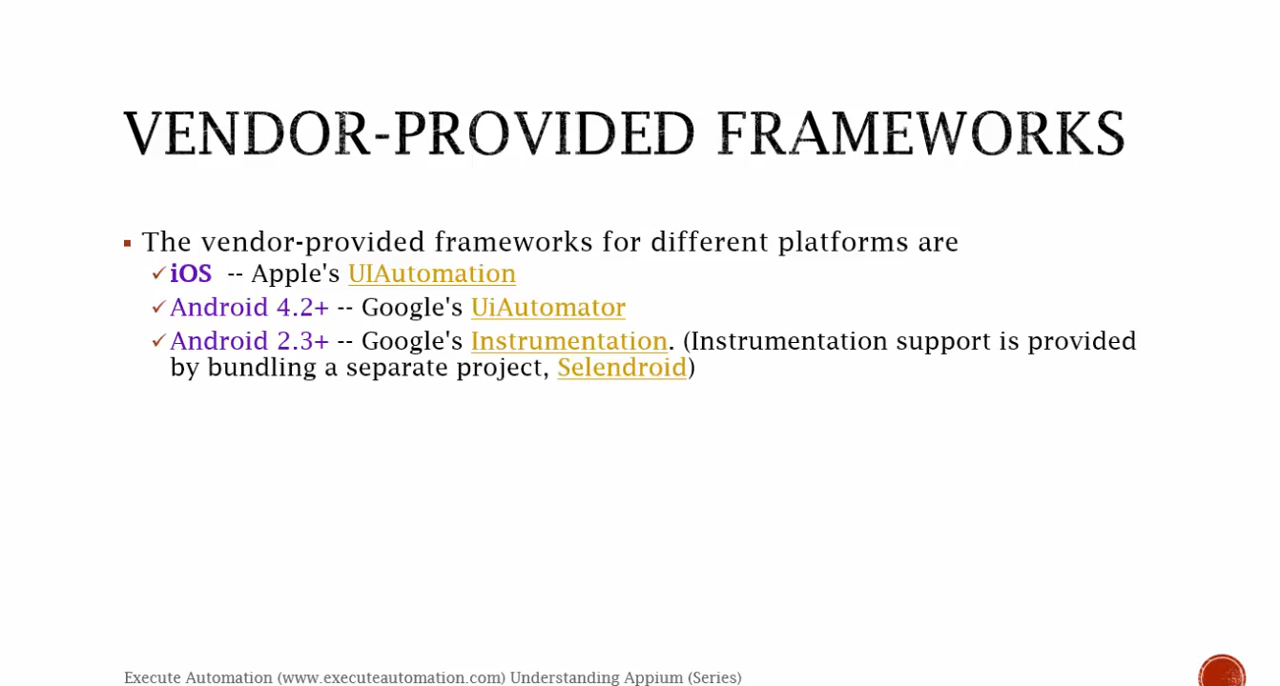 VENDOR-PROVIDED FRAMEWORKS
The vendor-provided frameworks for different platforms are
iOS -- Apple's UIAutomation
Android 4.2+ -- Google's UiAutomator
Android 2.3+ -- Google's Instrumentation. (Instrumentation support is provided
by bundling a separate project, Selendroid)
Execute Automation (www.executeautomation.com) Understanding Appium (Series)